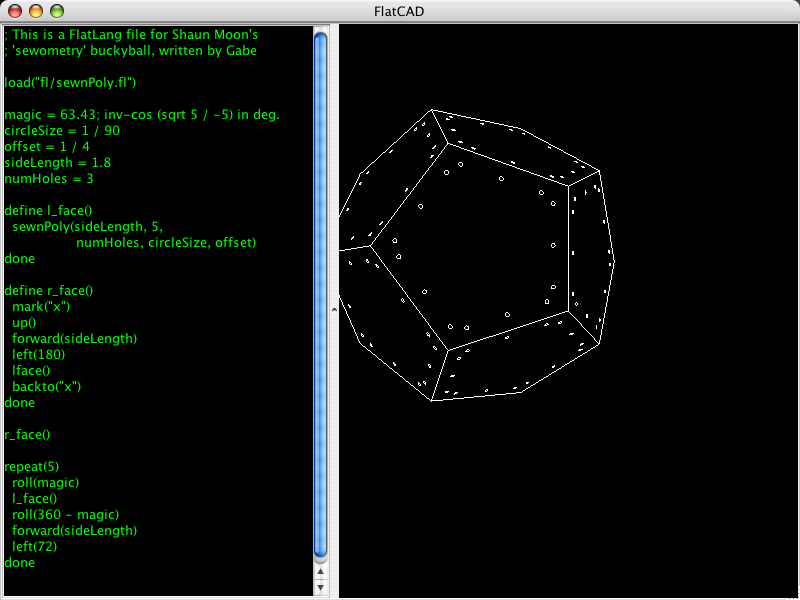 FlatCAD
; This is a FlatLang file for Shaun Moon's
; 'sewometry' buckyball, written by Gabe
load("fl/sewnPoly.fl")
magic = 63.43; inv-cos (sqrt 5 / -5) in deg.
circleSize = 1 / 90
offset = 1 / 4
sideLength = 1.8
numHoles = 3
define l_face()
sewnPoly(sideLength, 5,
numHoles, circleSize, offset)
done
define r_face()
mark("x")
up()
forward(sideLength)
left(180)
lface()
backto("x")
done
r_face()
repeat(5)
roll(magic)
l_face()
roll(360 - magic)
forward(sideLength)
left(72)
done